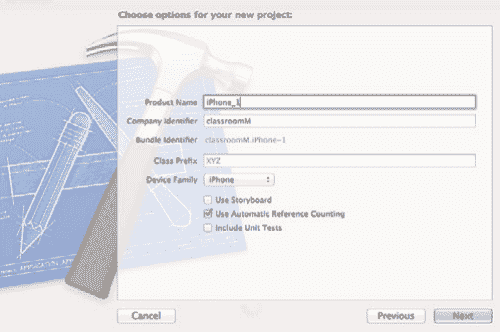 Choose options for your new project:
Product Name iPhone_1
Company Identifier classroomM
Bundle Identifier classroomM.iPhone-1
Class Prefix XYZ
Device Family iPhone
Use Storyboard
Use Automatic Reference Counting
Include Unit Tests
Cancel Previous Next